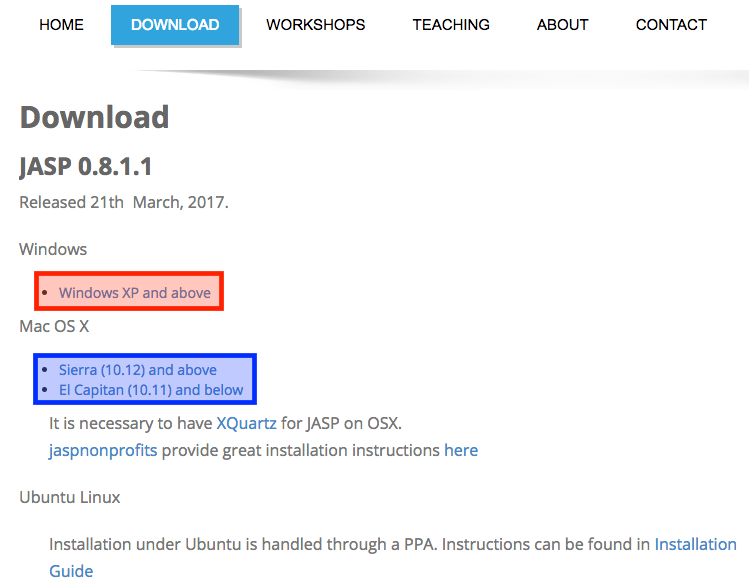 HOME DOWNLOAD WORKSHOPS TEACHING ABOUT CONTACT
Download
JASP 0.8.1.1
Released 21th March, 2017.
Windows
• Windows XP and above
Mac OS X
• Sierra (10.12) and above
• El Capitan (10.11) and below
It is necessary to have XQuartz for JASP on OSX.
jaspnonprofits provide great installation instructions here
Ubuntu Linux
Installation under Ubuntu is handled through a PPA. Instructions can be found in Installation
Guide